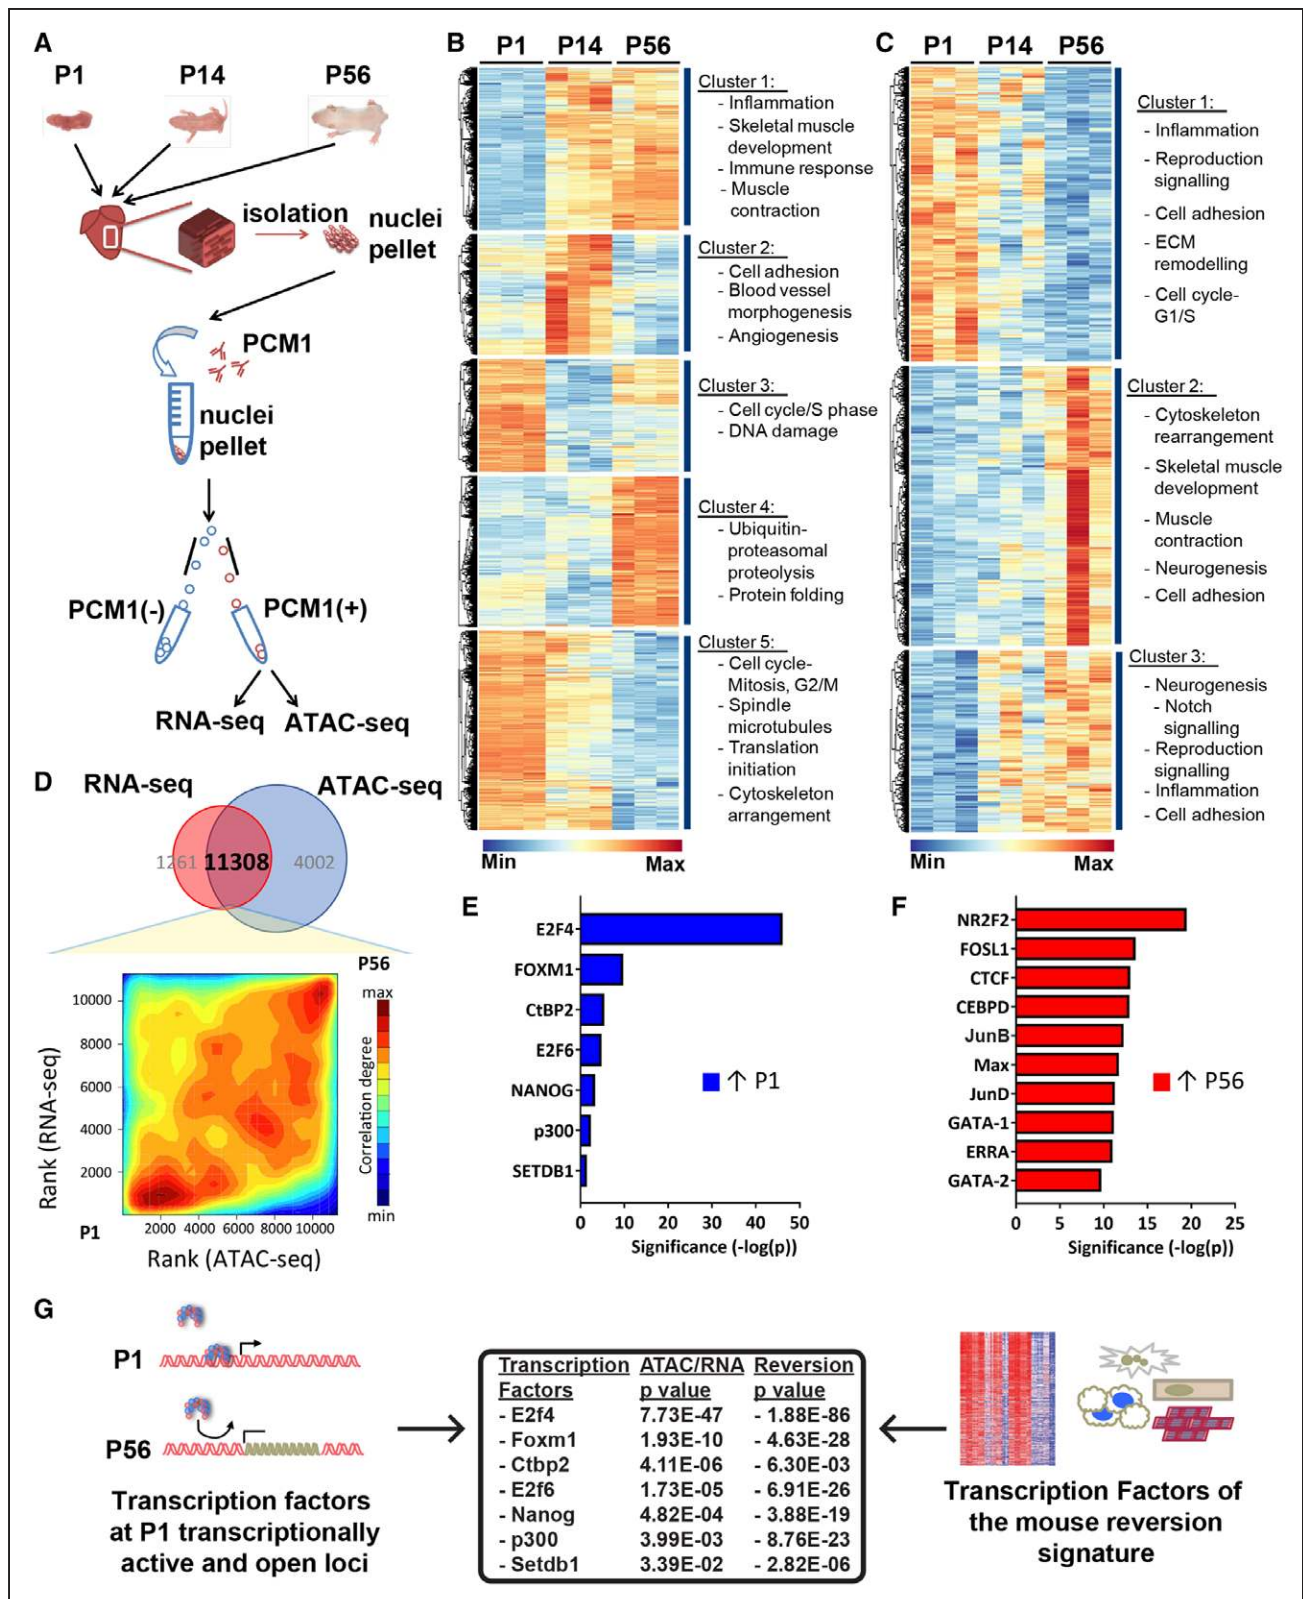 A
P1
P14
P56
isolation
nuclei
pellet
PCM1
nuclei
pellet
PCM1(-)
PCM1(+)
RNA-seq
ATAC-seq
B
P1
P14
P56
Cluster 1:
- Inflammation
- Skeletal muscle
development
- Immune response
- Muscle
contraction
Cluster 2:
- Cell adhesion
- Blood vessel
morphogenesis
- Angiogenesis
Cluster 3:
- Cell cycle/S phase
- DNA damage
Cluster 4:
- Ubiquitin-
proteasomal
proteolysis
- Protein folding
Cluster 5:
- Cell cycle-
Mitosis, G2/M
- Spindle
microtubules
- Translation
initiation
- Cytoskeleton
arrangement
Min
Max
C
P1
P14
P56
Cluster 1:
- Inflammation
- Reproduction
signalling
- Cell adhesion
- ECM
remodelling
- Cell cycle-
G1/S
Cluster 2:
- Cytoskeleton
rearrangement
- Skeletal muscle
development
- Muscle
contraction
- Neurogenesis
- Cell adhesion
Cluster 3:
- Neurogenesis
- Notch
signalling
- Reproduction
signalling
- Inflammation
- Cell adhesion
Min
Max
D
RNA-seq
ATAC-seq
1261
11308
4002
P56
max
Correlation degree
min
10000
8000
6000
4000
2000
Rank (RNA-seq)
P1
2000 4000 6000 8000 10000
Rank (ATAC-seq)
E
E2F4
FOXM1
CtBP2
E2F6
NANOG
p300
SETDB1
↑ P1
0 10 20 30 40 50
Significance (-log(p))
F
NR2F2
FOSL1
CTCF
CEBPD
JunB
Max
JunD
GATA-1
ERRA
GATA-2
↑ P56
0 5 10 15 20 25
Significance (-log(p))
G
P1
P56
Transcription factors
at P1 transcriptionally
active and open loci
Transcription ATAC/RNA Reversion
Factors p value p value
- E2f4 7.73E-47 - 1.88E-86
- Foxm1 1.93E-10 - 4.63E-28
- Ctbp2 4.11E-06 - 6.30E-03
- E2f6 1.73E-05 - 6.91E-26
- Nanog 4.82E-04 - 3.88E-19
- p300 3.99E-03 - 8.76E-23
- Setdb1 3.39E-02 - 2.82E-06
Transcription Factors of
the mouse reversion
signature